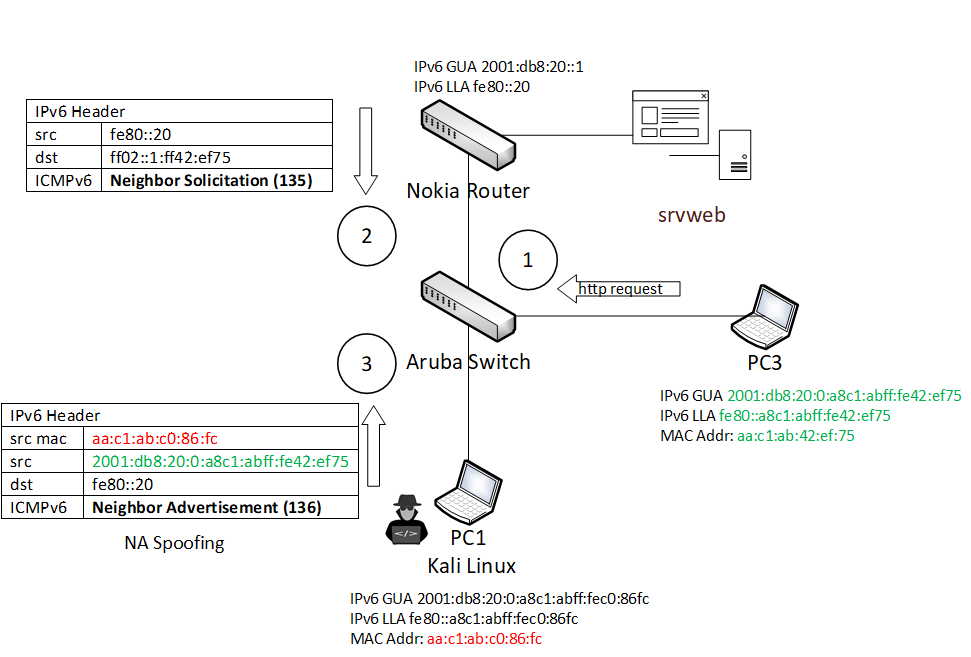 IPv6 GUA 2001:db8:20::1
IPv6 LLA fe80::20
IPv6 Header
src fe80::20
dst ff02::1:ff42:ef75
ICMPv6 Neighbor Solicitation (135)
Nokia Router
srvweb
2
1
http request
3
Aruba Switch
PC3
IPv6 GUA 2001:db8:20:0:a8c1:abff:fe42:ef75
IPv6 LLA fe80::a8c1:abff:fe42:ef75
MAC Addr: aa:c1:ab:42:ef:75
IPv6 Header
src mac aa:c1:ab:c0:86:fc
src 2001:db8:20:0:a8c1:abff:fe42:ef75
dst fe80::20
ICMPv6 Neighbor Advertisement (136)
NA Spoofing
</>
PC1
Kali Linux
IPv6 GUA 2001:db8:20:0:a8c1:abff:fec0:86fc
IPv6 LLA fe80::a8c1:abff:fec0:86fc
MAC Addr: aa:c1:ab:c0:86:fc